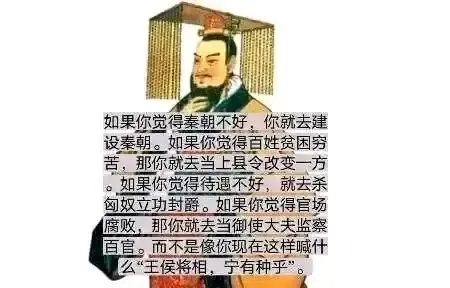 如果你觉得秦朝不好，你就去建
设秦朝。如果你觉得百姓贫困穷
苦，那你就去当上县令改变一方
。如果你觉得待遇不好，就去杀
匈奴立功封爵。如果你觉得官场
腐败，那你就去当御使大夫监察
百官。而不是像你现在这样喊什
么“王侯将相，宁有种乎”。